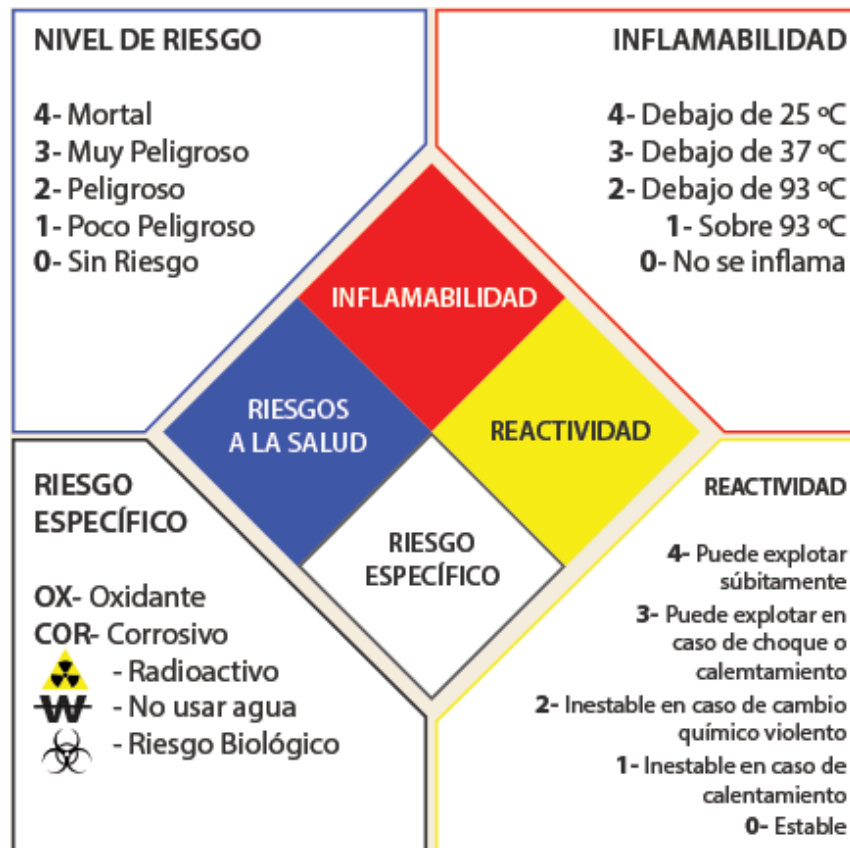 NIVEL DE RIESGO
4- Mortal
3- Muy Peligroso
2- Peligroso
1- Poco Peligroso
0- Sin Riesgo
INFLAMABILIDAD
4- Debajo de 25 ºC
3- Debajo de 37 ºC
2- Debajo de 93 ºC
1- Sobre 93 ºC
0- No se inflama
INFLAMABILIDAD
RIESGOS
A LA SALUD
REACTIVIDAD
RIESGO
ESPECÍFICO
RIESGO
ESPECÍFICO
OX- Oxidante
COR- Corrosivo
- Radioactivo
W - No usar agua
- Riesgo Biológico
REACTIVIDAD
4- Puede explotar
súbitamente
3- Puede explotar en
caso de choque o
calemtamiento
2- Inestable en caso de cambio
químico violento
1- Inestable en caso de
calentamiento
0- Estable